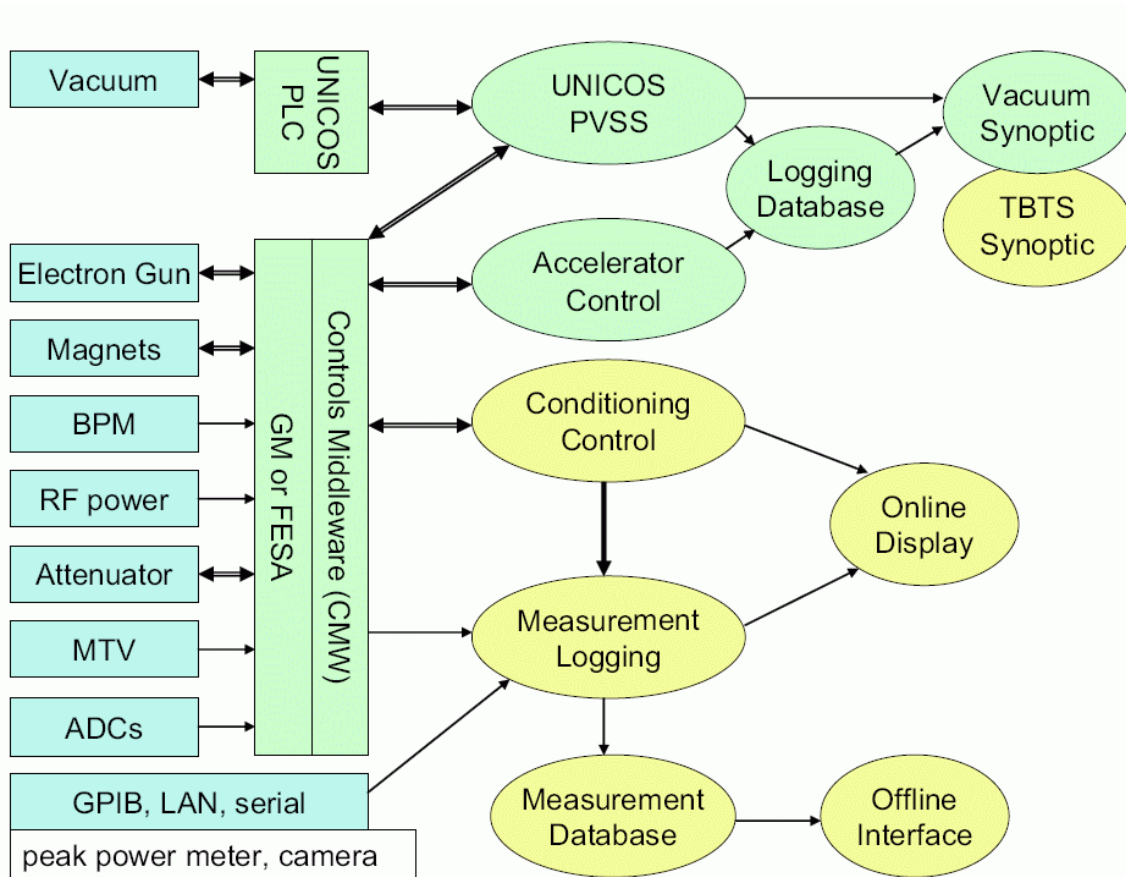 Vacuum
UNICOS
PLC
UNICOS
PVSS
Vacuum
Synoptic
Logging
Database
TBTS
Synoptic
Electron Gun
Magnets
BPM
RF power
Attenuator
MTV
ADCs
GM or FESA
Controls Middleware (CMW)
Accelerator
Control
Conditioning
Control
Online
Display
Measurement
Logging
GPIB, LAN, serial
peak power meter, camera
Measurement
Database
Offline
Interface